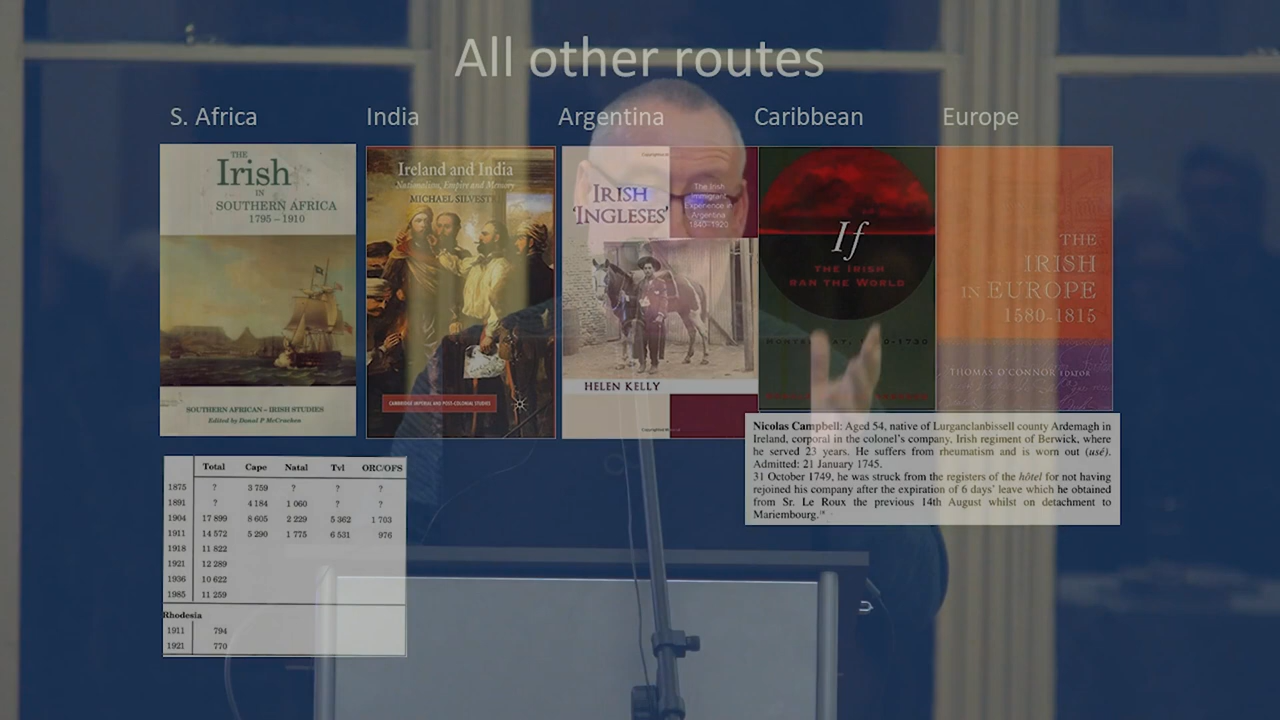 All other routes
S. Africa
India
Argentina
Caribbean
Europe
THE
Irish
IN
SOUTHERN AFRICA
1795 – 1910
SOUTHERN AFRICAN – IRISH STUDIES
Edited by Donal P McCracken
Ireland and India
Nationalism, Empire and Memory
MICHAEL SILVESTRI
CAMBRIDGE IMPERIAL AND POST-COLONIAL STUDIES
IRISH
'INGLESES'
The Irish
Immigrant
Experience in
Argentina
1840-1920
HELEN KELLY
If
THE IRISH
RAN THE WORLD
THE
IRISH
IN EUROPE
1580-1815
THOMAS O'CONNOR EDITOR
Nicolas Campbell: Aged 54, native of Lurganclanbissell county Ardemagh in
Ireland, corporal in the colonel's company, Irish regiment of Berwick, where
he served 23 years. He suffers from rheumatism and is worn out (usé).
Admitted: 21 January 1745.
31 October 1749, he was struck from the registers of the hôtel for not having
rejoined his company after the expiration of 6 days' leave which he obtained
from Sr. Le Roux the previous 14th August whilst on detachment to
Mariembourg.
Total Cape Natal Tvl ORC/OFS
1875 ? 3 759 ? ? ?
1891 ? 4 184 1 060 ? ?
1904 17 899 8 605 2 229 5 362 1 703
1911 14 572 5 290 1 775 6 531 976
1918 11 822
1921 12 289
1936 10 622
1985 11 259
Rhodesia
1911 794
1921 770